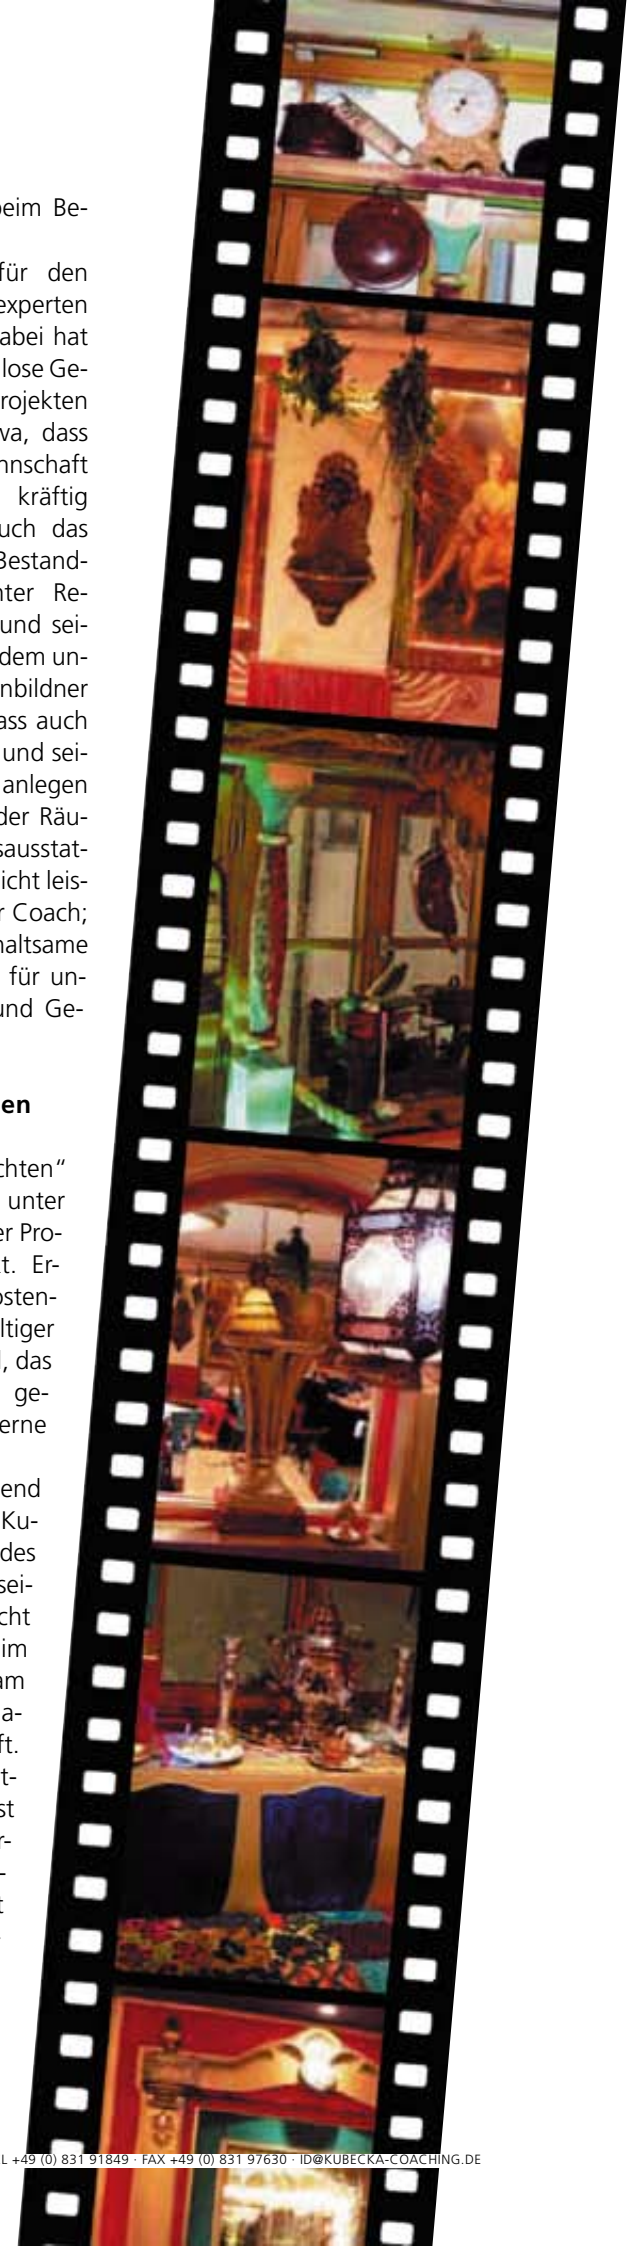 beim Be-
für den
experten
abei hat
lose Ge-
rojekten
wa, dass
nnschaft
kräftig
uch das
Bestand-
nter Re-
und sei-
dem un-
nbildner
ass auch
und sei-
anlegen
der Räu-
sausstat-
icht leis-
r Coach;
haltsame
für un-
und Ge-
en
chten“
unter
er Pro-
t. Er-
osten-
ltiger
l, das
ge-
erne
end
Ku-
des
sei-
cht
im
am
a-
ft.
t-
st
r-
-
t
L +49 (0) 831 91849 · FAX +49 (0) 831 97630 · ID@KUBECKA-COACHING.DE